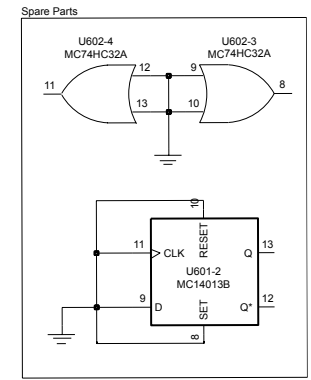 Spare Parts
U602-4
MC74HC32A
U602-3
MC74HC32A
11
12
9
8
13
10
10
RESET
11
CLK
Q
13
U601-2
MC14013B
9
D
SET
Q*
12
8